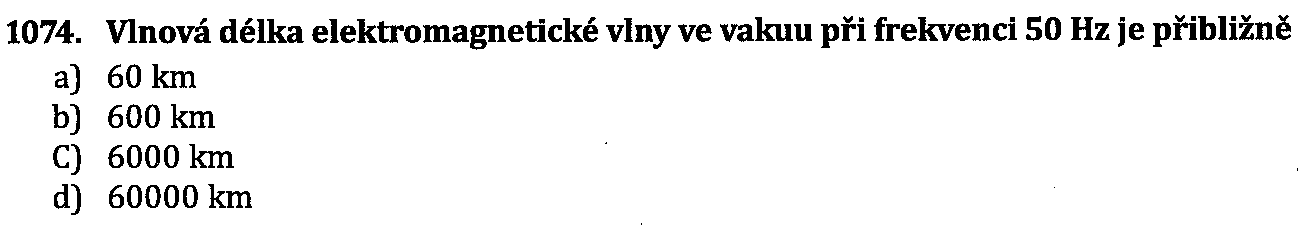 1074. Vlnová délka elektromagnetické vlny ve vakuu při frekvenci 50 Hz je přibližně
a) 60 km
b) 600 km
C) 6000 km
d) 60000 km